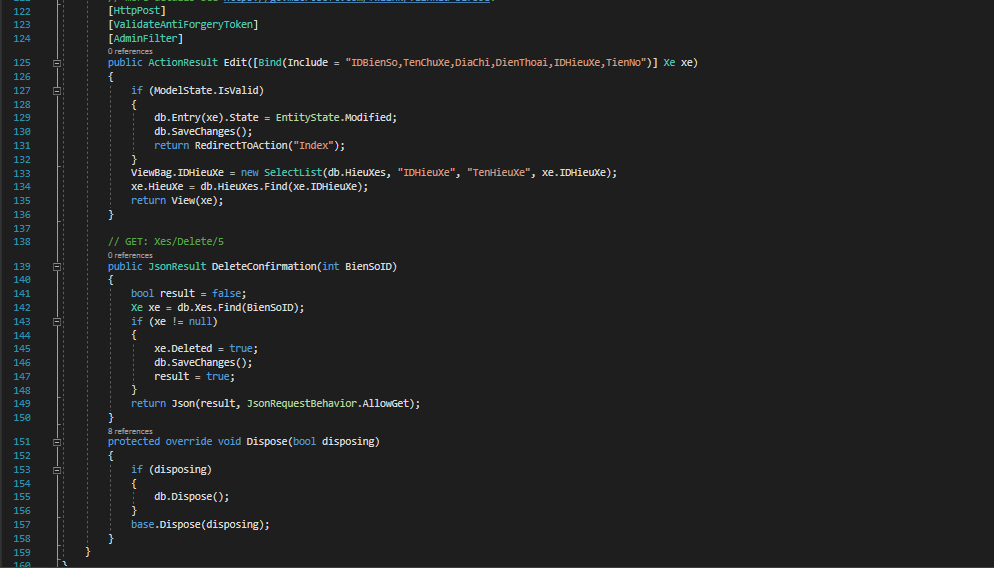 122 [HttpPost]
123 [ValidateAntiForgeryToken]
124 [AdminFilter]
0 references
125 public ActionResult Edit([Bind(Include = "IDBienSo,TenChuXe,DiaChi,DienThoai,IDHieuXe,TienNo")] Xe xe)
126 {
127 if (ModelState.IsValid)
128 {
129 db.Entry(xe).State = EntityState.Modified;
130 db.SaveChanges();
131 return RedirectToAction("Index");
132 }
133 ViewBag.IDHieuXe = new SelectList(db.HieuXes, "IDHieuXe", "TenHieuXe", xe.IDHieuXe);
134 xe.HieuXe = db.HieuXes.Find(xe.IDHieuXe);
135 return View(xe);
136 }
137
138 // GET: Xes/Delete/5
0 references
139 public JsonResult DeleteConfirmation(int BienSoID)
140 {
141 bool result = false;
142 Xe xe = db.Xes.Find(BienSoID);
143 if (xe != null)
144 {
145 xe.Deleted = true;
146 db.SaveChanges();
147 result = true;
148 }
149 return Json(result, JsonRequestBehavior.AllowGet);
150 }
8 references
151 protected override void Dispose(bool disposing)
152 {
153 if (disposing)
154 {
155 db.Dispose();
156 }
157 base.Dispose(disposing);
158 }
159 }
160 }